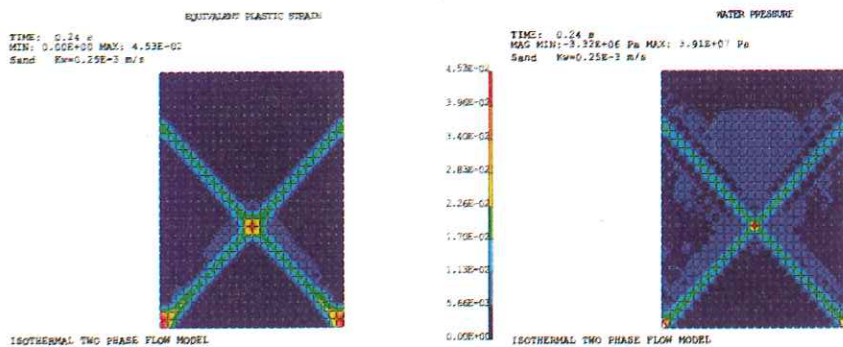 EQUIVALENT PLASTIC STRAIN
TIME: 0.24 s
MIN: 0.00E+00 MAX: 4.53E-02
Sand Kw=0.25E-3 m/s
4.53E-02
3.96E-02
3.40E-02
2.83E-02
2.26E-02
1.70E-02
1.13E-02
5.66E-03
0.00E+00
ISOTHERMAL TWO PHASE FLOW MODEL
WATER PRESSURE
TIME: 0.24 s
MAG MIN:-3.32E+06 Pa MAX: 3.91E+07 Pa
Sand Kw=0.25E-3 m/s
ISOTHERMAL TWO PHASE FLOW MODEL